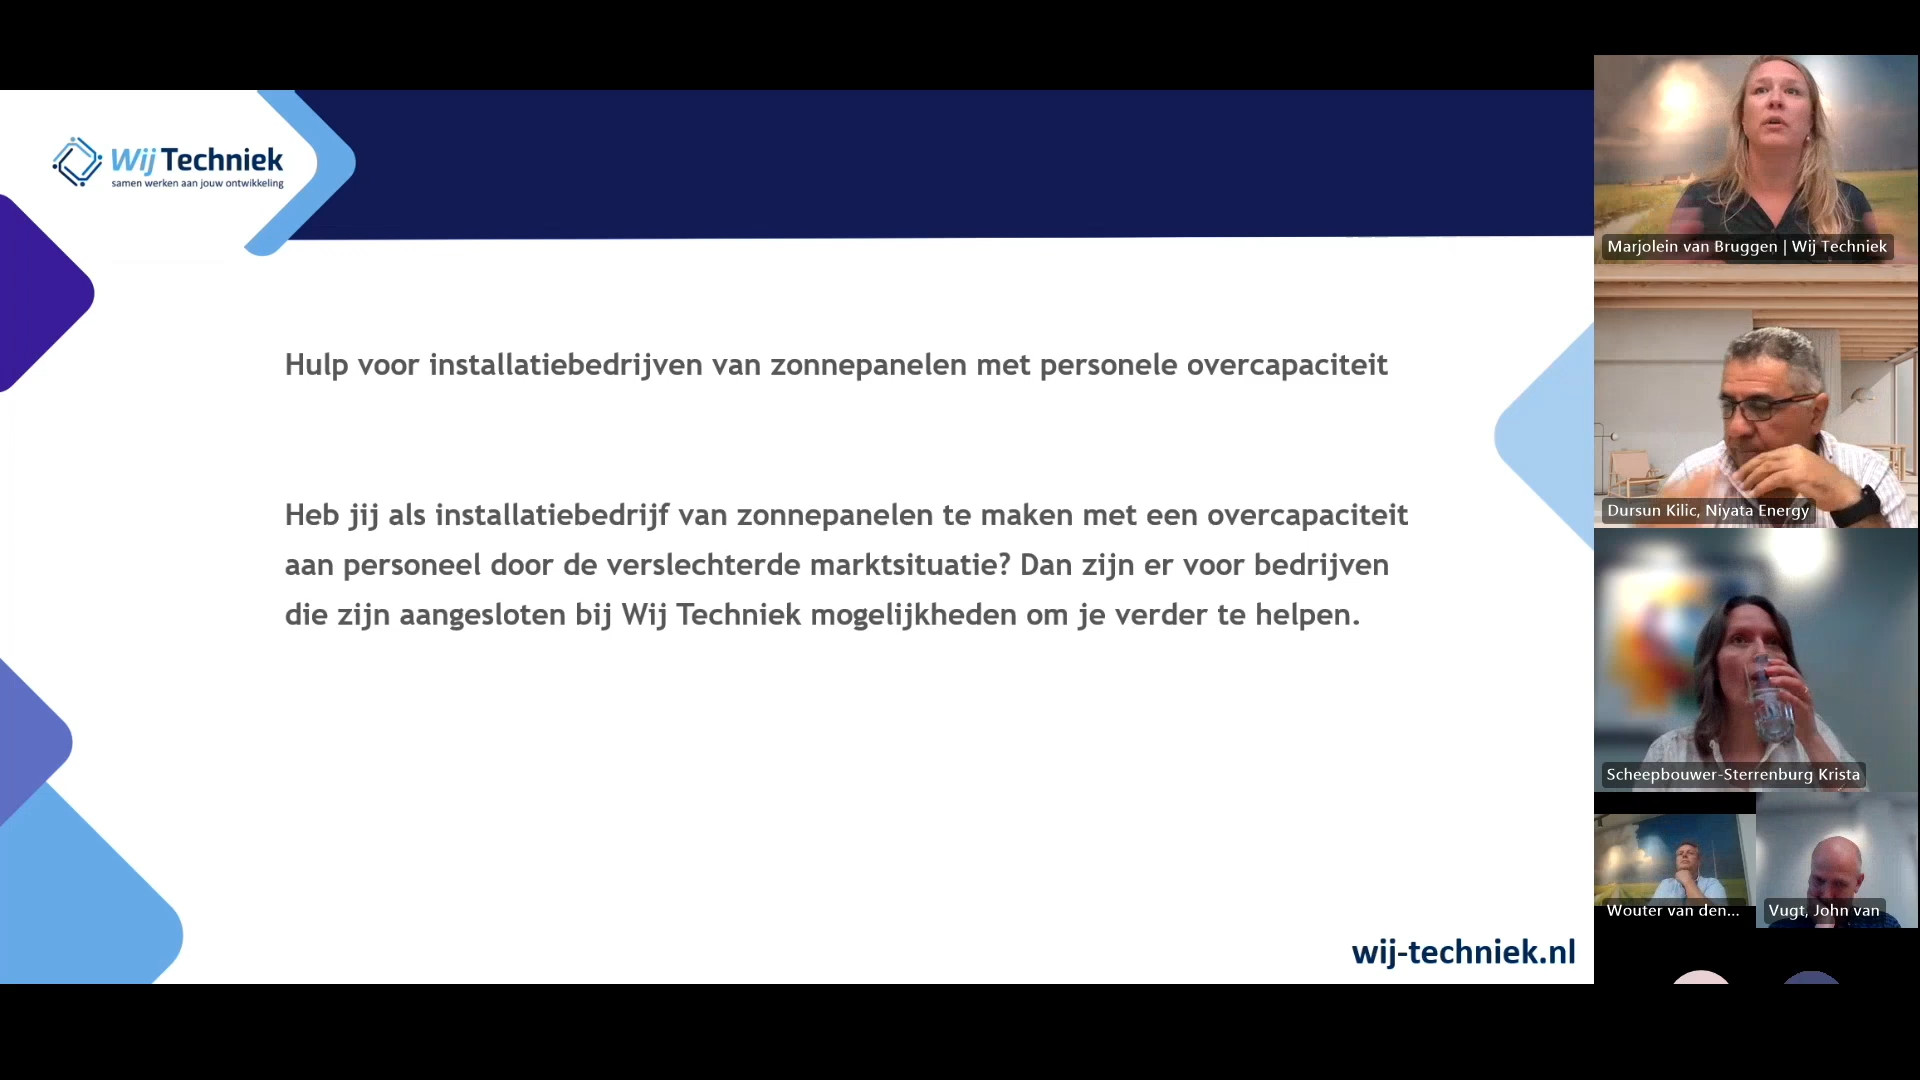 Wij Techniek
samen werken aan jouw ontwikkeling
Hulp voor installatiebedrijven van zonnepanelen met personele overcapaciteit
Heb jij als installatiebedrijf van zonnepanelen te maken met een overcapaciteit
aan personeel door de verslechterde marktsituatie? Dan zijn er voor bedrijven
die zijn aangesloten bij Wij Techniek mogelijkheden om je verder te helpen.
wij-techniek.nl
Marjolein van Bruggen | Wij Techniek
Dursun Kilic, Niyata Energy
Scheepbouwer-Sterrenburg Krista
Wouter van den...
Vugt, John van